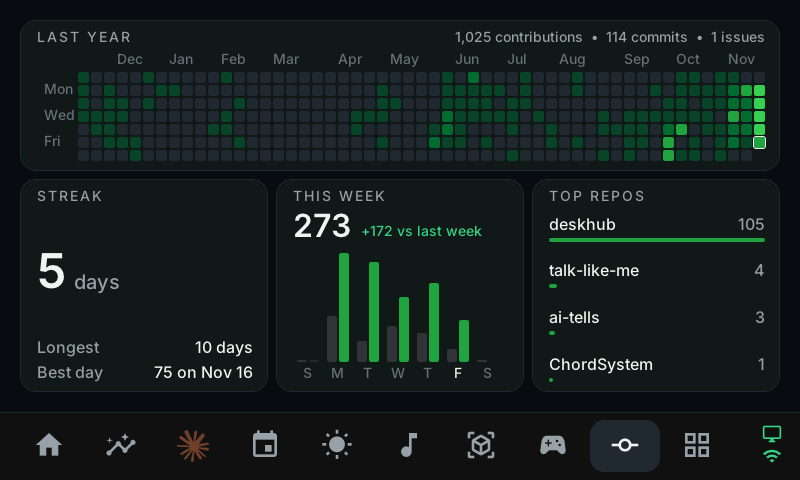 LAST YEAR
1,025 contributions • 114 commits • 1 issues
Dec Jan Feb Mar Apr May Jun Jul Aug Sep Oct Nov
Mon
Wed
Fri
STREAK
5 days
Longest 10 days
Best day 75 on Nov 16
THIS WEEK
273 +172 vs last week
S M T W T F S
TOP REPOS
deskhub 105
talk-like-me 4
ai-tells 3
ChordSystem 1